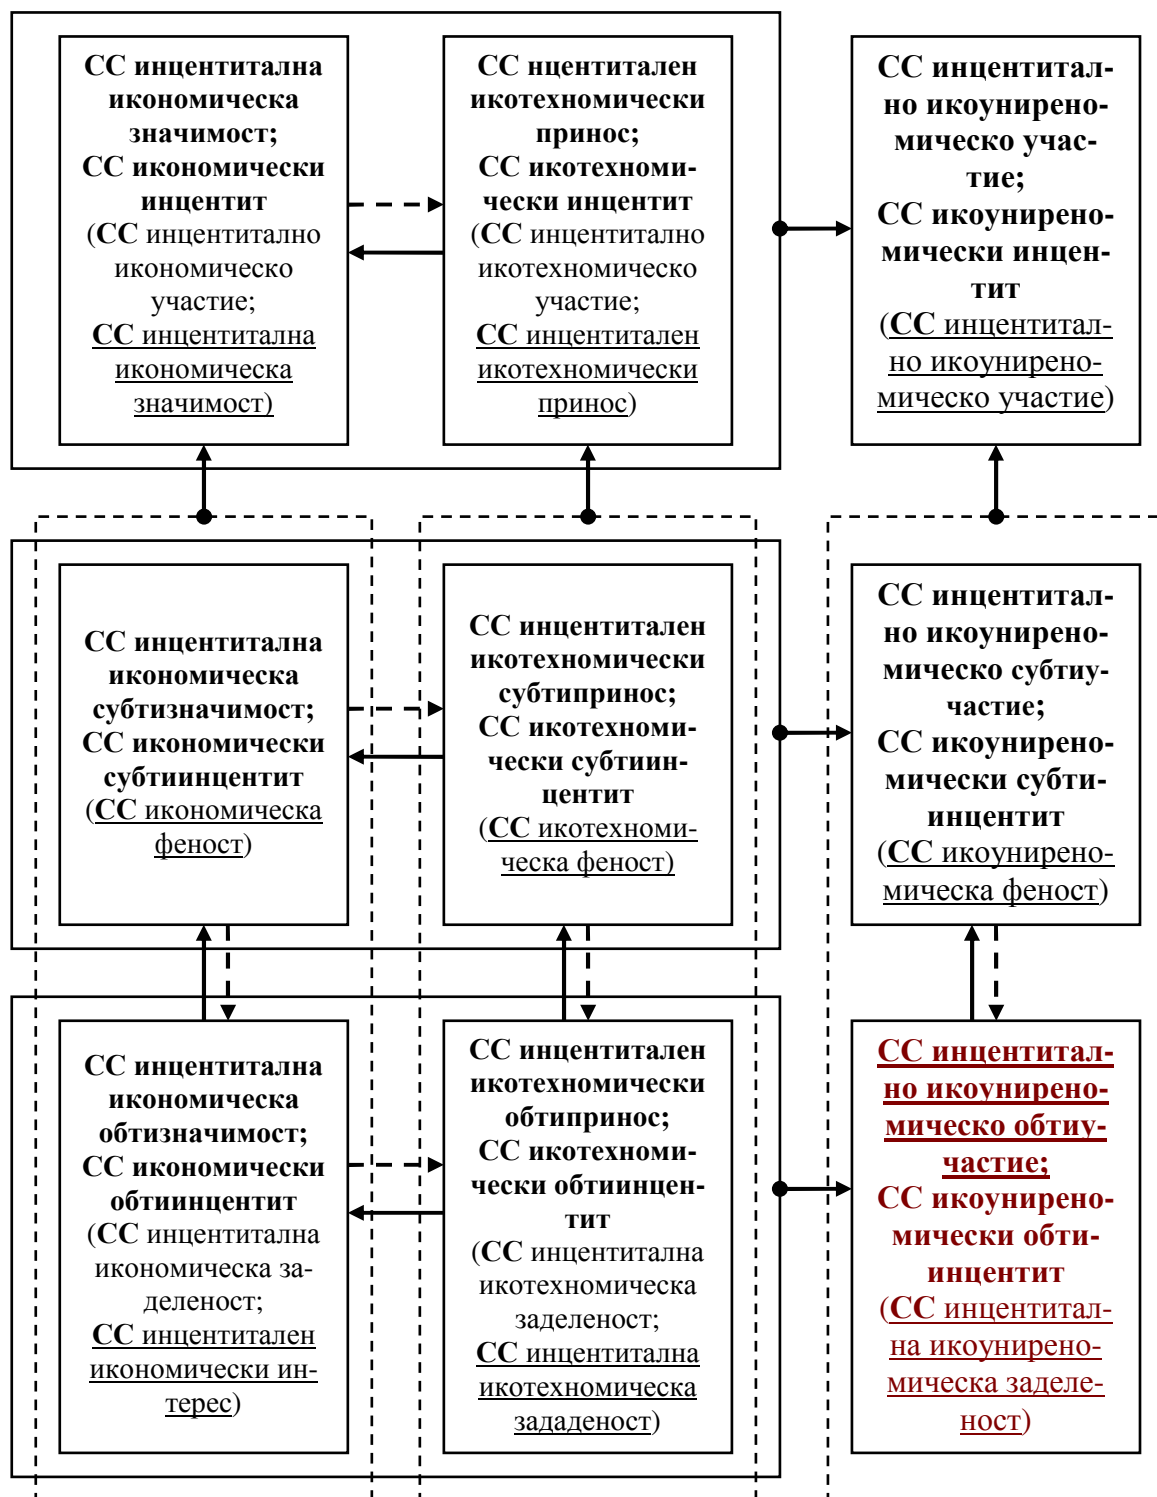 СС инцентитална
икономическа
значимост;
СС икономически
инцентит
(СС инцентитално
икономическо
участие;
СС инцентитална
икономическа
значимост)
СС нцентитален
икотехномически
принос;
СС икотехноми-
чески инцентит
(СС инцентитално
икотехномическо
участие;
СС инцентитален
икотехномически
принос)
СС инцентитал-
но икоунирено-
мическо учас-
тие;
СС икоунирено-
мически инцен-
тит
(СС инцентитал-
но икоунирено-
мическо участие)
СС инцентитална
икономическа
субтизначимост;
СС икономически
субтиинцентит
(СС икономическа
феност)
СС инцентитален
икотехномически
субтипринос;
СС икотехноми-
чески субтиин-
центит
(СС икотехноми-
ческа феност)
СС инцентитал-
но икоунирено-
мическо субтиу-
частие;
СС икоунирено-
мически субти-
инцентит
(СС икоунирено-
мическа феност)
СС инцентитална
икономическа
обтизначимост;
СС икономически
обтиинцентит
(СС инцентитална
икономическа за-
деленост;
СС инцентитален
икономически ин-
терес)
СС инцентитален
икотехномически
обтипринос;
СС икотехноми-
чески обтиинцен-
тит
(СС инцентитална
икотехномическа
заделеност;
СС инцентитална
икотехномическа
зададеност)
СС инцентитал-
но икоунирено-
мическо обтиу-
частие;
СС икоунирено-
мически обти-
инцентит
(СС инцентитал-
на икоунирено-
мическа заделе-
ност)